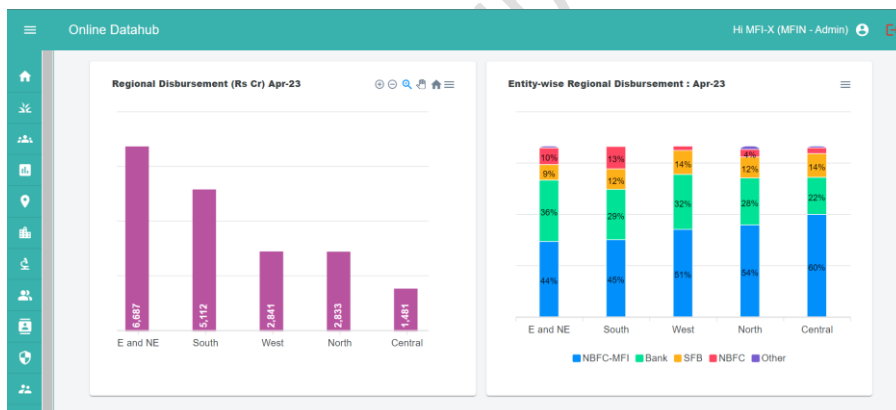 Online Datahub
Hi MFI-X (MFIN - Admin)
Regional Disbursement (Rs Cr) Apr-23
6,687
5,112
2,841
2,833
1,481
E and NE South West North Central
Entity-wise Regional Disbursement : Apr-23
10% 13% 14% 4% 14%
9% 12% 32% 12% 22%
36% 29% 51% 28% 60%
44% 45% 54%
E and NE South West North Central
NBFC-MFI Bank SFB NBFC Other